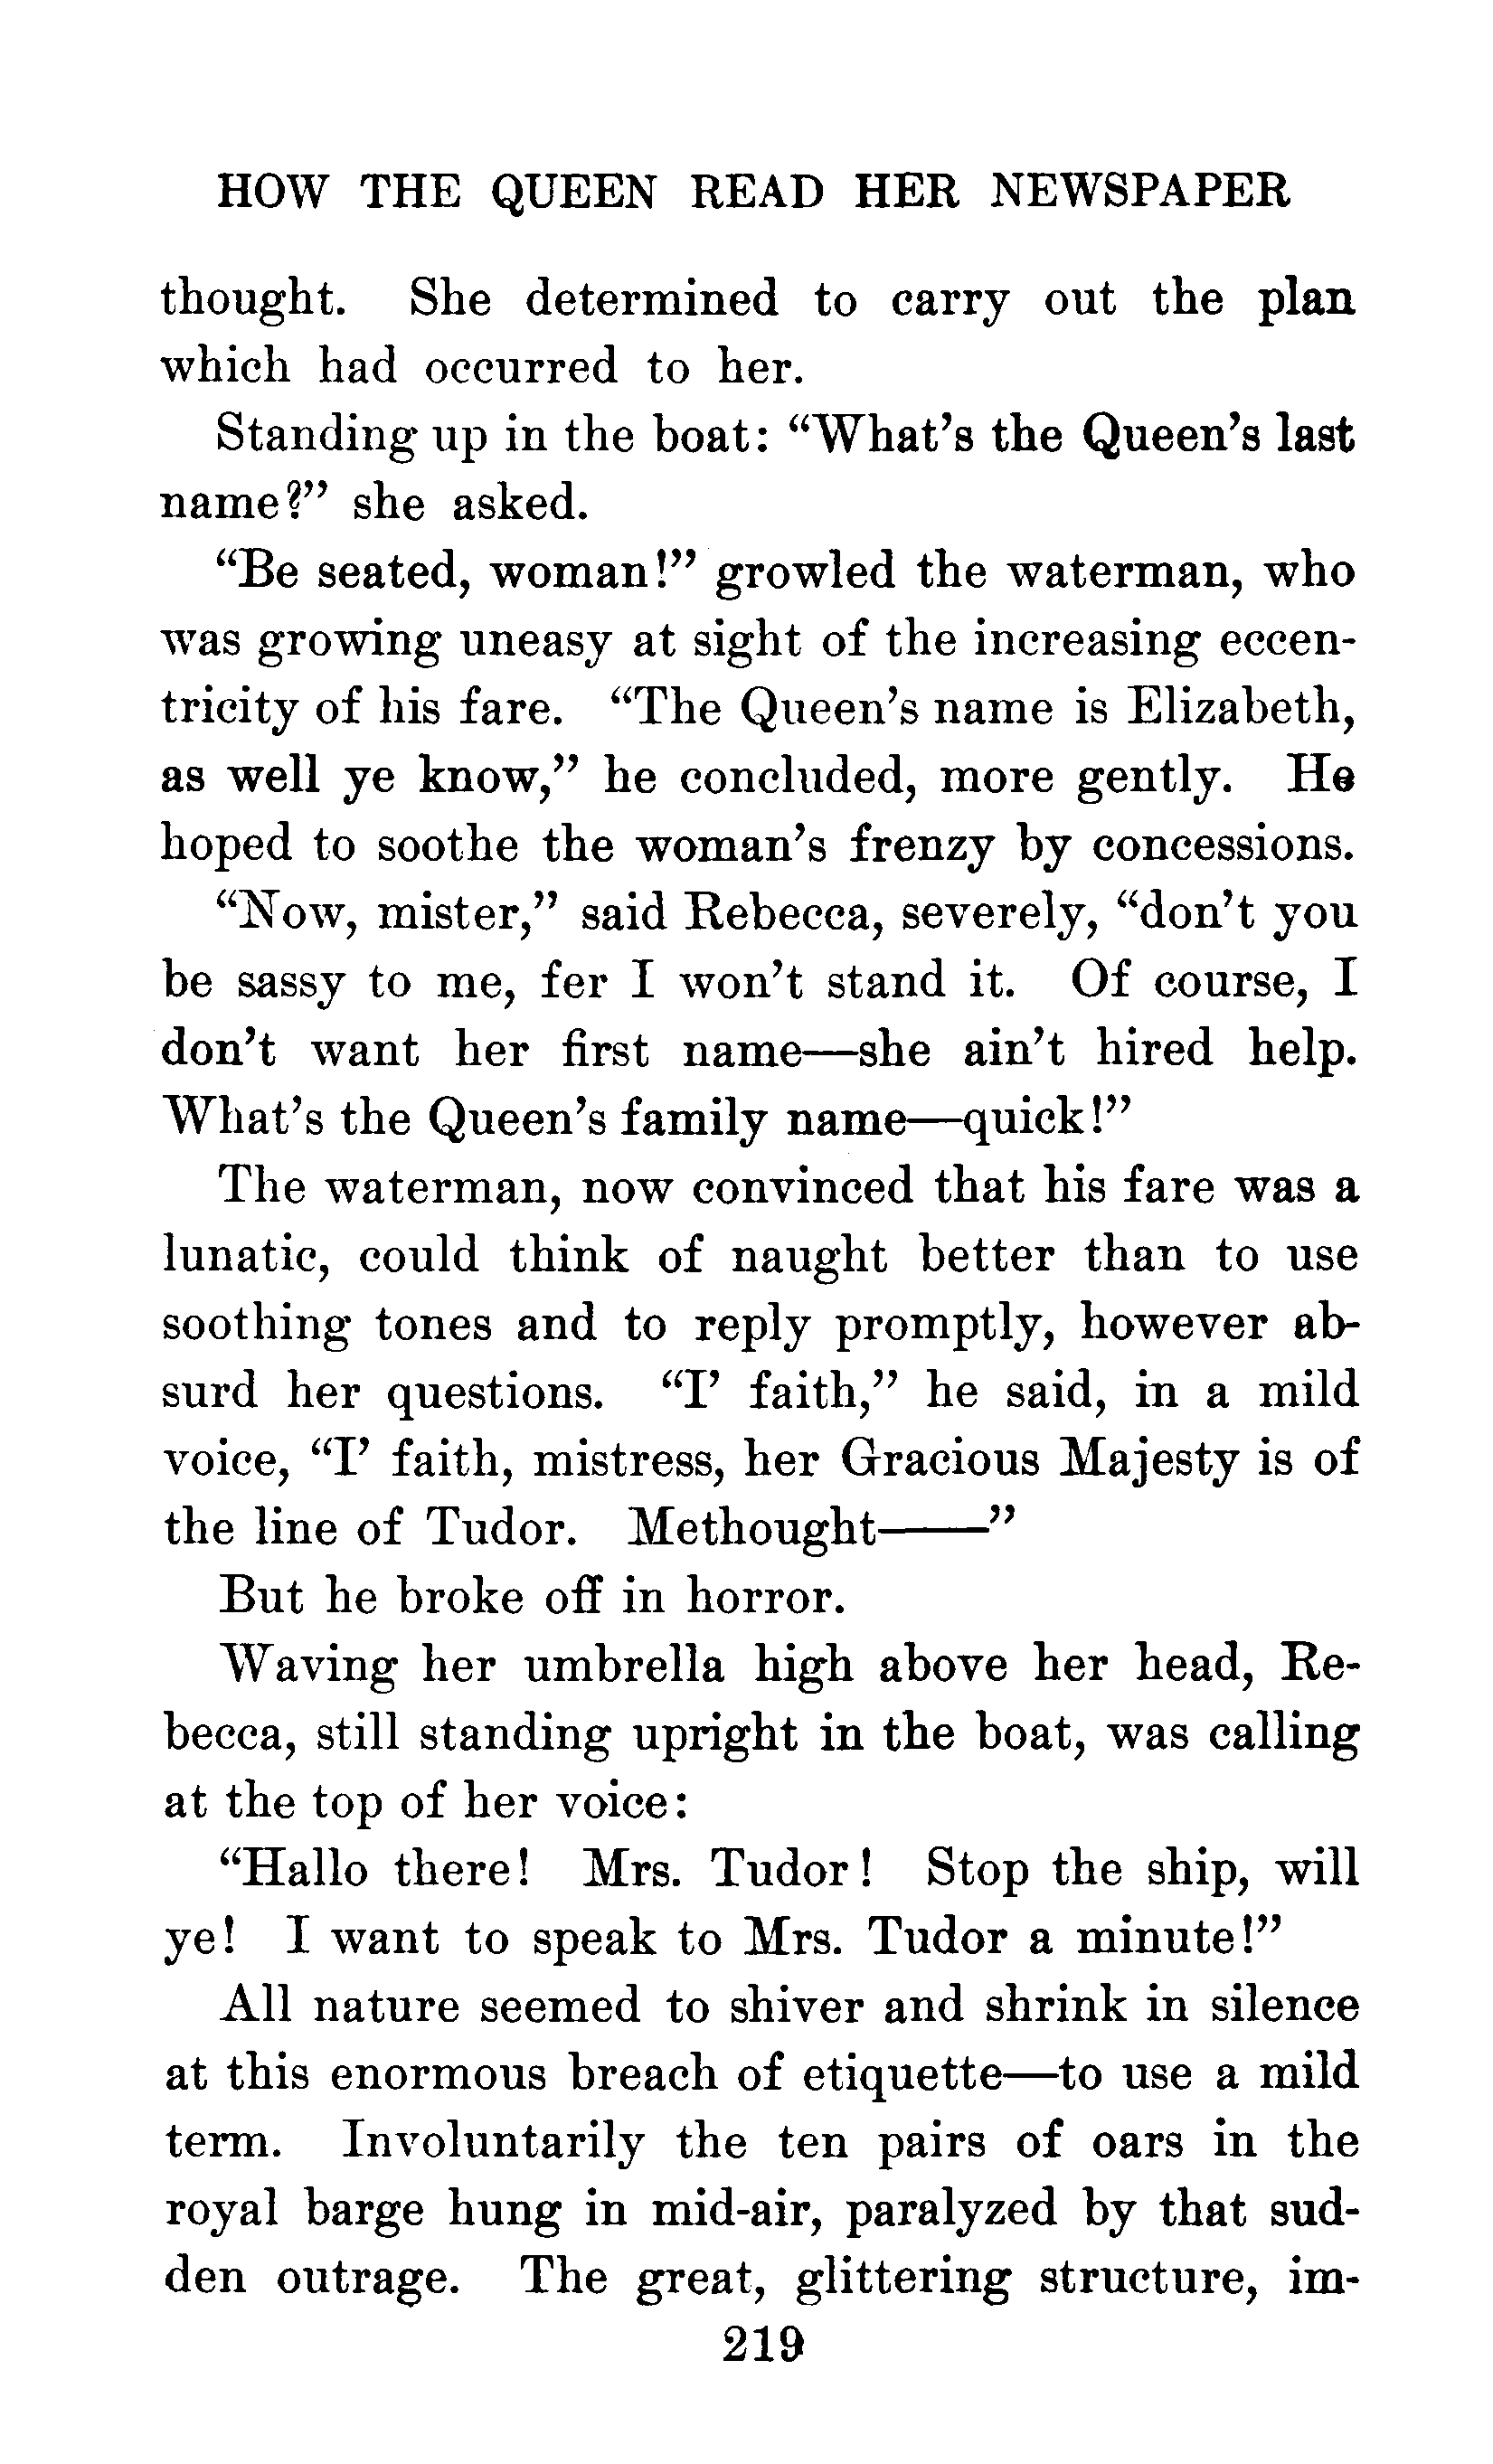 HOW THE QUEEN READ HER NEWSPAPER
thought. She determined to carry out the plan
which had occurred to her.
Standing up in the boat: “What’s the Queen’s last
name?” she asked.
“Be seated, woman!” growled the waterman, who
was growing uneasy at sight of the increasing eccen-
tricity of his fare. “The Queen’s name is Elizabeth,
as well ye know,” he concluded, more gently. He
hoped to soothe the woman’s frenzy by concessions.
“Now, mister,” said Rebecca, severely, “don’t you
be sassy to me, fer I won’t stand it. Of course, I
don’t want her first name—she ain’t hired help.
What’s the Queen’s family name—quick!”
The waterman, now convinced that his fare was a
lunatic, could think of naught better than to use
soothing tones and to reply promptly, however ab-
surd her questions. “I’ faith,” he said, in a mild
voice, “I’ faith, mistress, her Gracious Majesty is of
the line of Tudor. Methought——”
But he broke off in horror.
Waving her umbrella high above her head, Re-
becca, still standing upright in the boat, was calling
at the top of her voice:
“Hallo there! Mrs. Tudor! Stop the ship, will
ye! I want to speak to Mrs. Tudor a minute!”
All nature seemed to shiver and shrink in silence
at this enormous breach of etiquette—to use a mild
term. Involuntarily the ten pairs of oars in the
royal barge hung in mid-air, paralyzed by that sud-
den outrage. The great, glittering structure, im-
219